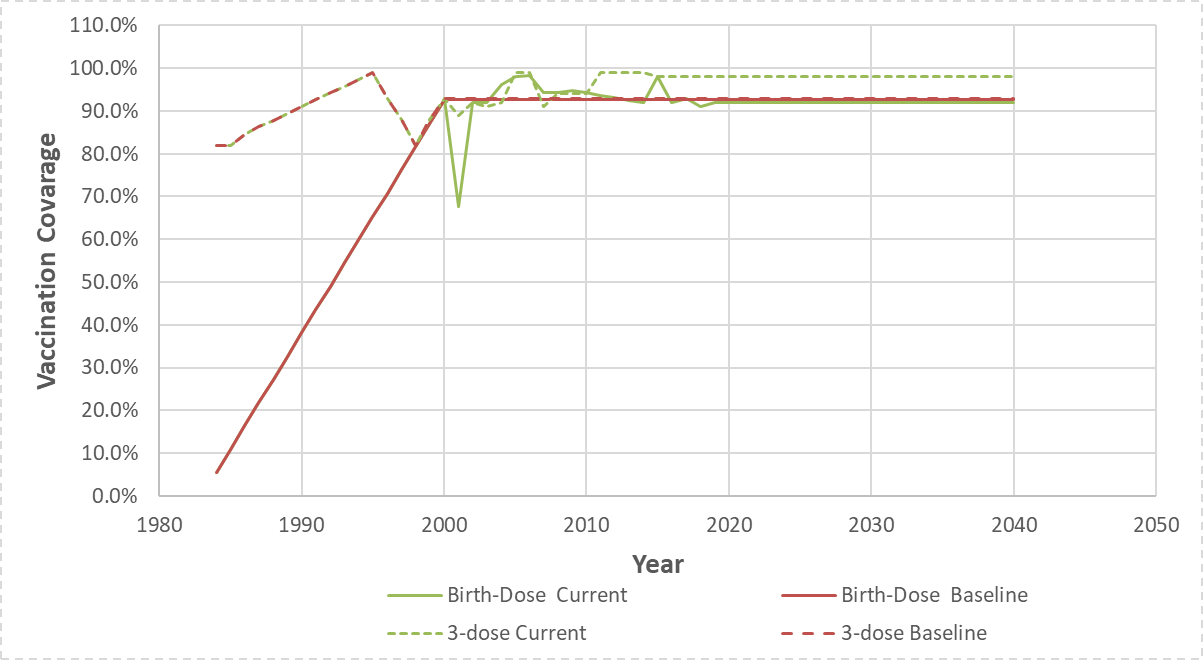 110.0%
100.0%
90.0%
80.0%
70.0%
60.0%
50.0%
40.0%
30.0%
20.0%
10.0%
0.0%
Vaccination Covarage
1980 1990 2000 2010 2020 2030 2040 2050
Year
Birth-Dose Current Birth-Dose Baseline
3-dose Current 3-dose Baseline